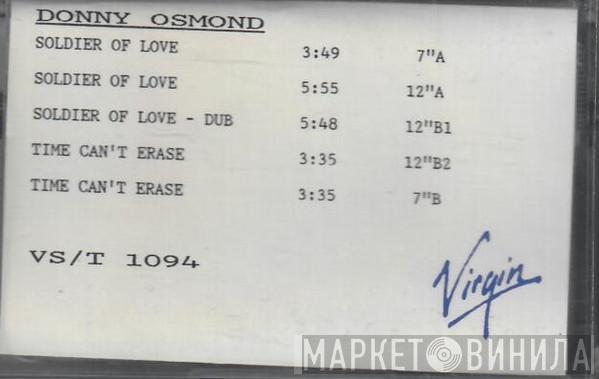 DONNY OSMOND
SOLDIER OF LOVE 3:49 7"A
SOLDIER OF LOVE 5:55 12"A
SOLDIER OF LOVE - DUB 5:48 12"B1
TIME CAN'T ERASE 3:35 12"B2
TIME CAN'T ERASE 3:35 7"B
VS/T 1094
Virgin
МАРКЕТ ВИНИЛА